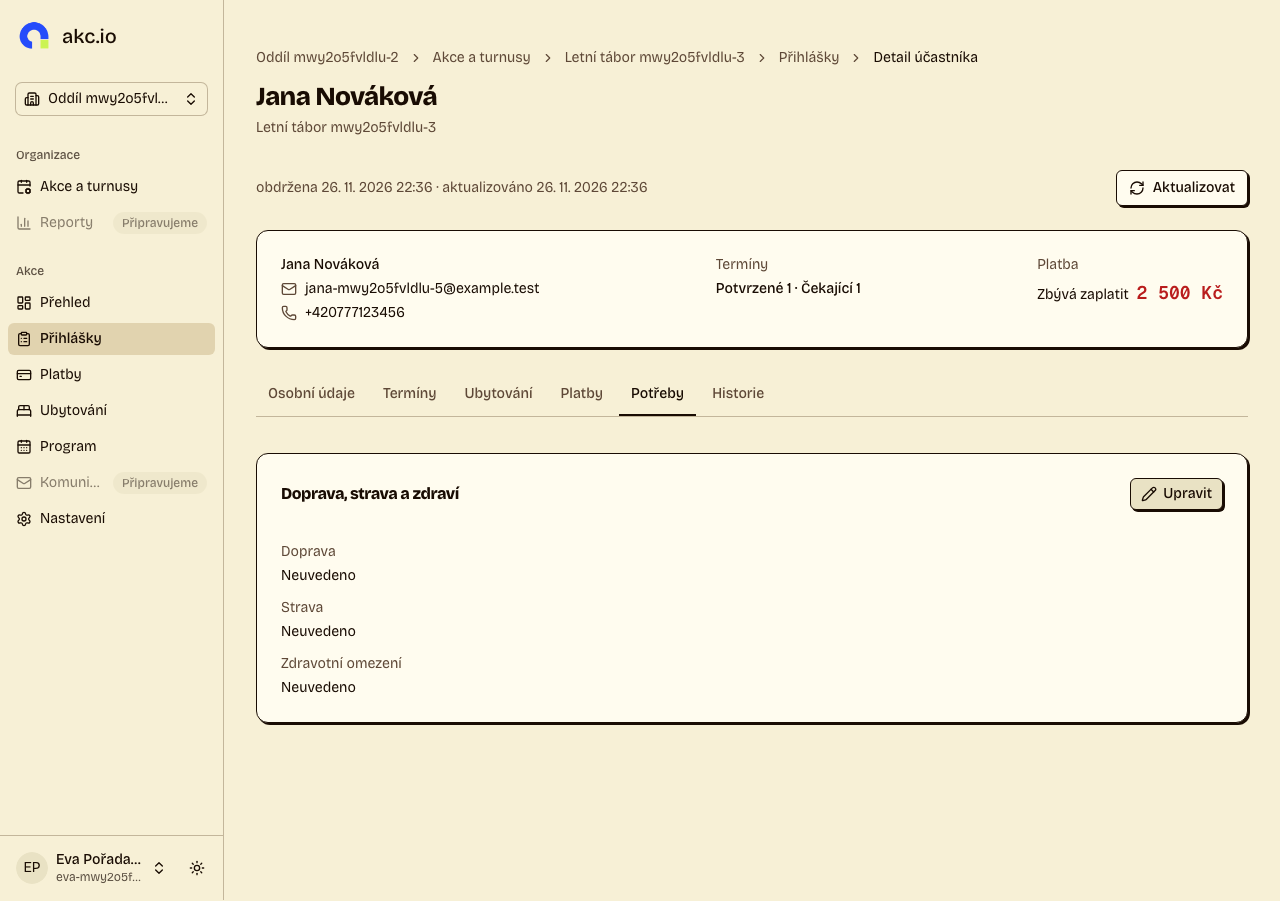 akc.io
Oddíl mwy2o5fvl...
Organizace
Akce a turnusy
Reporty Připravujeme
Akce
Přehled
Přihlášky
Platby
Ubytování
Program
Komuni... Připravujeme
Nastavení
EP
Eva Pořada...
eva-mwy2o5f...
Oddíl mwy2o5fvldlu-2 Akce a turnusy Letní tábor mwy2o5fvldlu-3 Přihlášky Detail účastníka
Jana Nováková
Letní tábor mwy2o5fvldlu-3
obdržena 26. 11. 2026 22:36 · aktualizováno 26. 11. 2026 22:36
Aktualizovat
Jana Nováková
jana-mwy2o5fvldlu-5@example.test
+420777123456
Termíny
Potvrzené 1 · Čekající 1
Platba
Zbývá zaplatit 2 500 Kč
Osobní údaje Termíny Ubytování Platby Potřeby Historie
Doprava, strava a zdraví
Upravit
Doprava
Neuvedeno
Strava
Neuvedeno
Zdravotní omezení
Neuvedeno